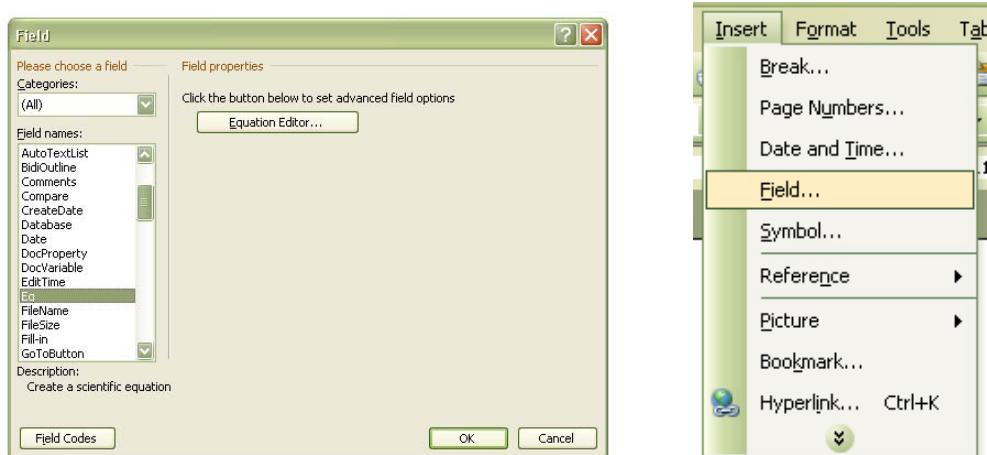 Field
Please choose a field
Categories:
(All)
Field names:
AutoTextList
BidiOutline
Comments
Compare
CreateDate
Database
Date
DocProperty
DocVariable
EditTime
Eq
FileName
FileSize
Fill-in
GoToButton
Description:
Create a scientific equation
Field properties
Click the button below to set advanced field options
Equation Editor...
Field Codes
OK
Cancel
Insert Format Tools Tab
Break...
Page Numbers...
Date and Time...
Field...
Symbol...
Reference
Picture
Bookmark...
Hyperlink... Ctrl+K